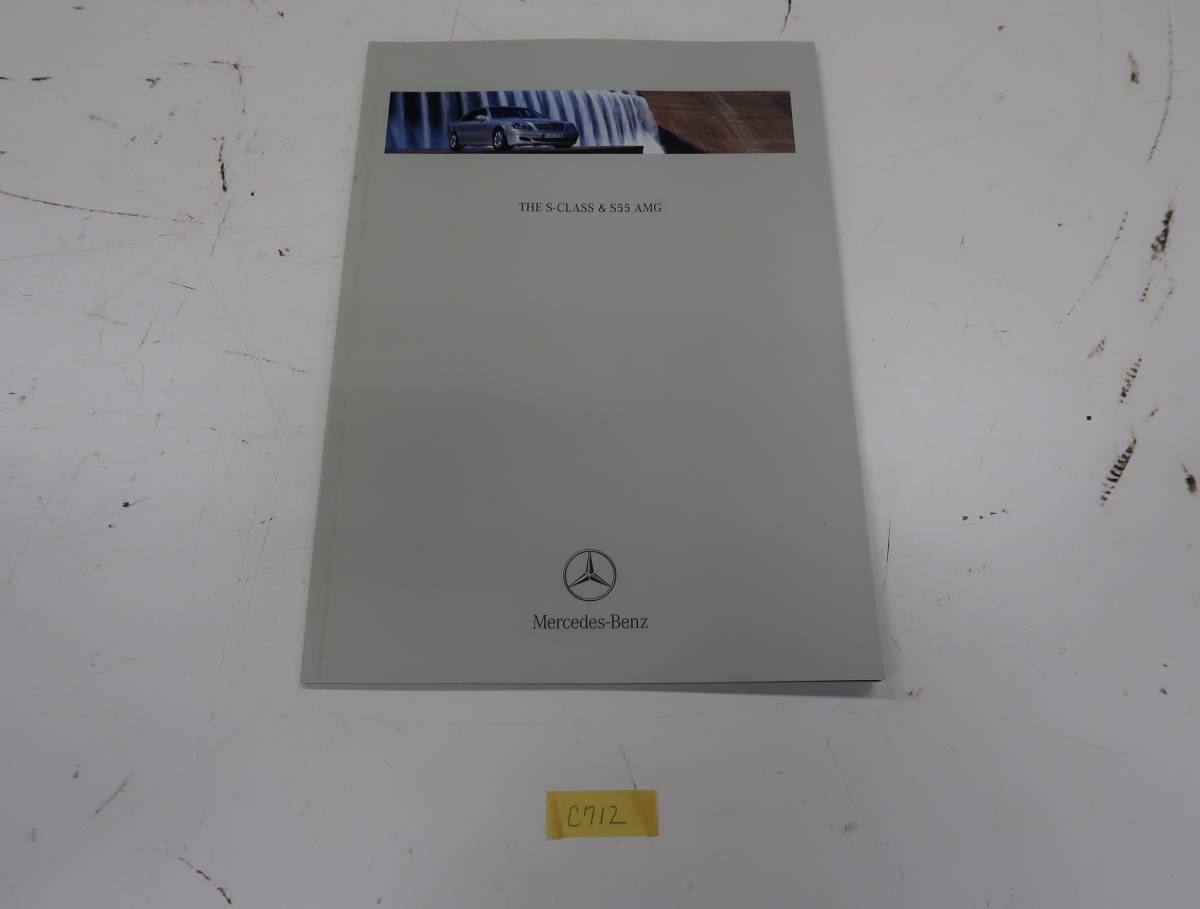 THE S-CLASS & S55 AMG
Mercedes-Benz
C712